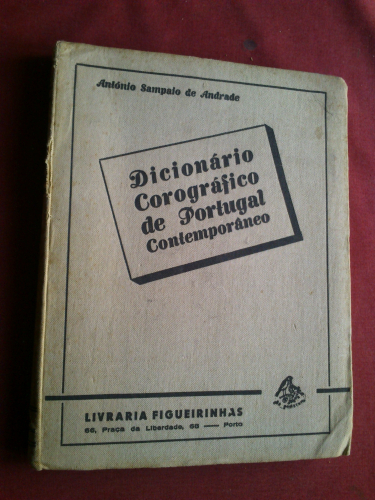 António Sampaio de Andrade
Dicionário
Corográfico
de Portugal
Contemporâneo
LIVRARIA FIGUEIRINHAS
66, Praça da Liberdade, 68 — Porto